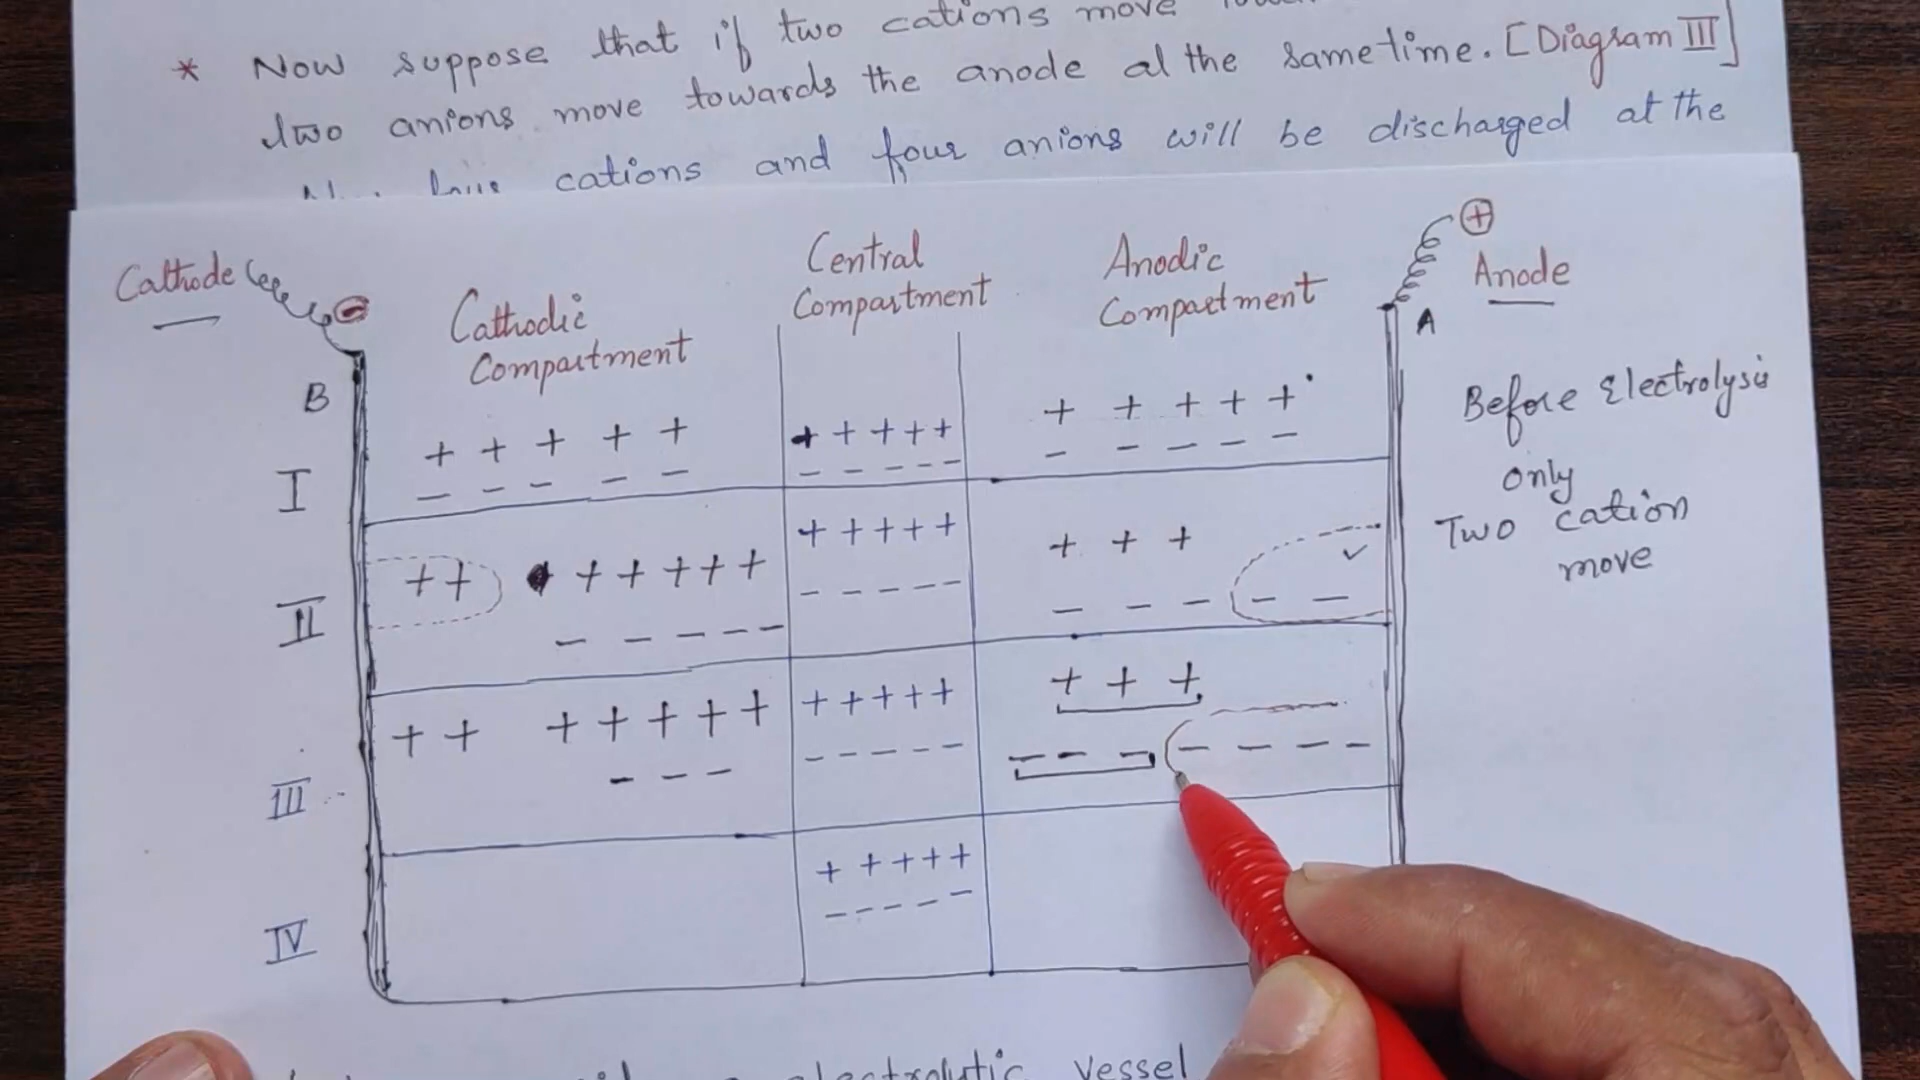 * Now suppose that if two cations move
two anions move towards the anode at the same time. [Diagram III]
cations and four anions will be discharged at the
Cathode
-
Cathodic
Compartment
Central
Compartment
Anodic
Compartment
+
Anode
A
B
Before Electrolysis
I
+ + + + +
- - - - -
+ + + + +
- - - - -
+ + + + +
- - - - -
only
Two cation
move
II
+ + + + + + +
- - - - -
+ + + + +
- - - - -
+ + +
- - - - -
III
+ + + + + + +
- - -
+ + + + +
- - - - -
+ + +
- - - - - - -
IV
+ + + + +
- - - - -
electrolytic vessel